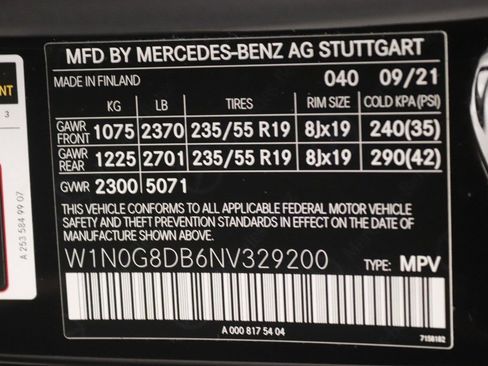 MFD BY MERCEDES-BENZ AG STUTTGART
MADE IN FINLAND 040 09/21
KG LB TIRES RIM SIZE COLD KPA(PSI)
GAWR FRONT 1075 2370 235/55 R19 8Jx19 240(35)
GAWR REAR 1225 2701 235/55 R19 8Jx19 290(42)
GVWR 2300 5071
THIS VEHICLE CONFORMS TO ALL APPLICABLE FEDERAL MOTOR VEHICLE
SAFETY AND THEFT PREVENTION STANDARDS IN EFFECT ON THE DATE OF
MANUFACTURE SHOWN ABOVE.
W1N0G8DB6NV329200 TYPE: MPV
A 000 817 54 04
7158182
NT
3
A 253 584 99 07